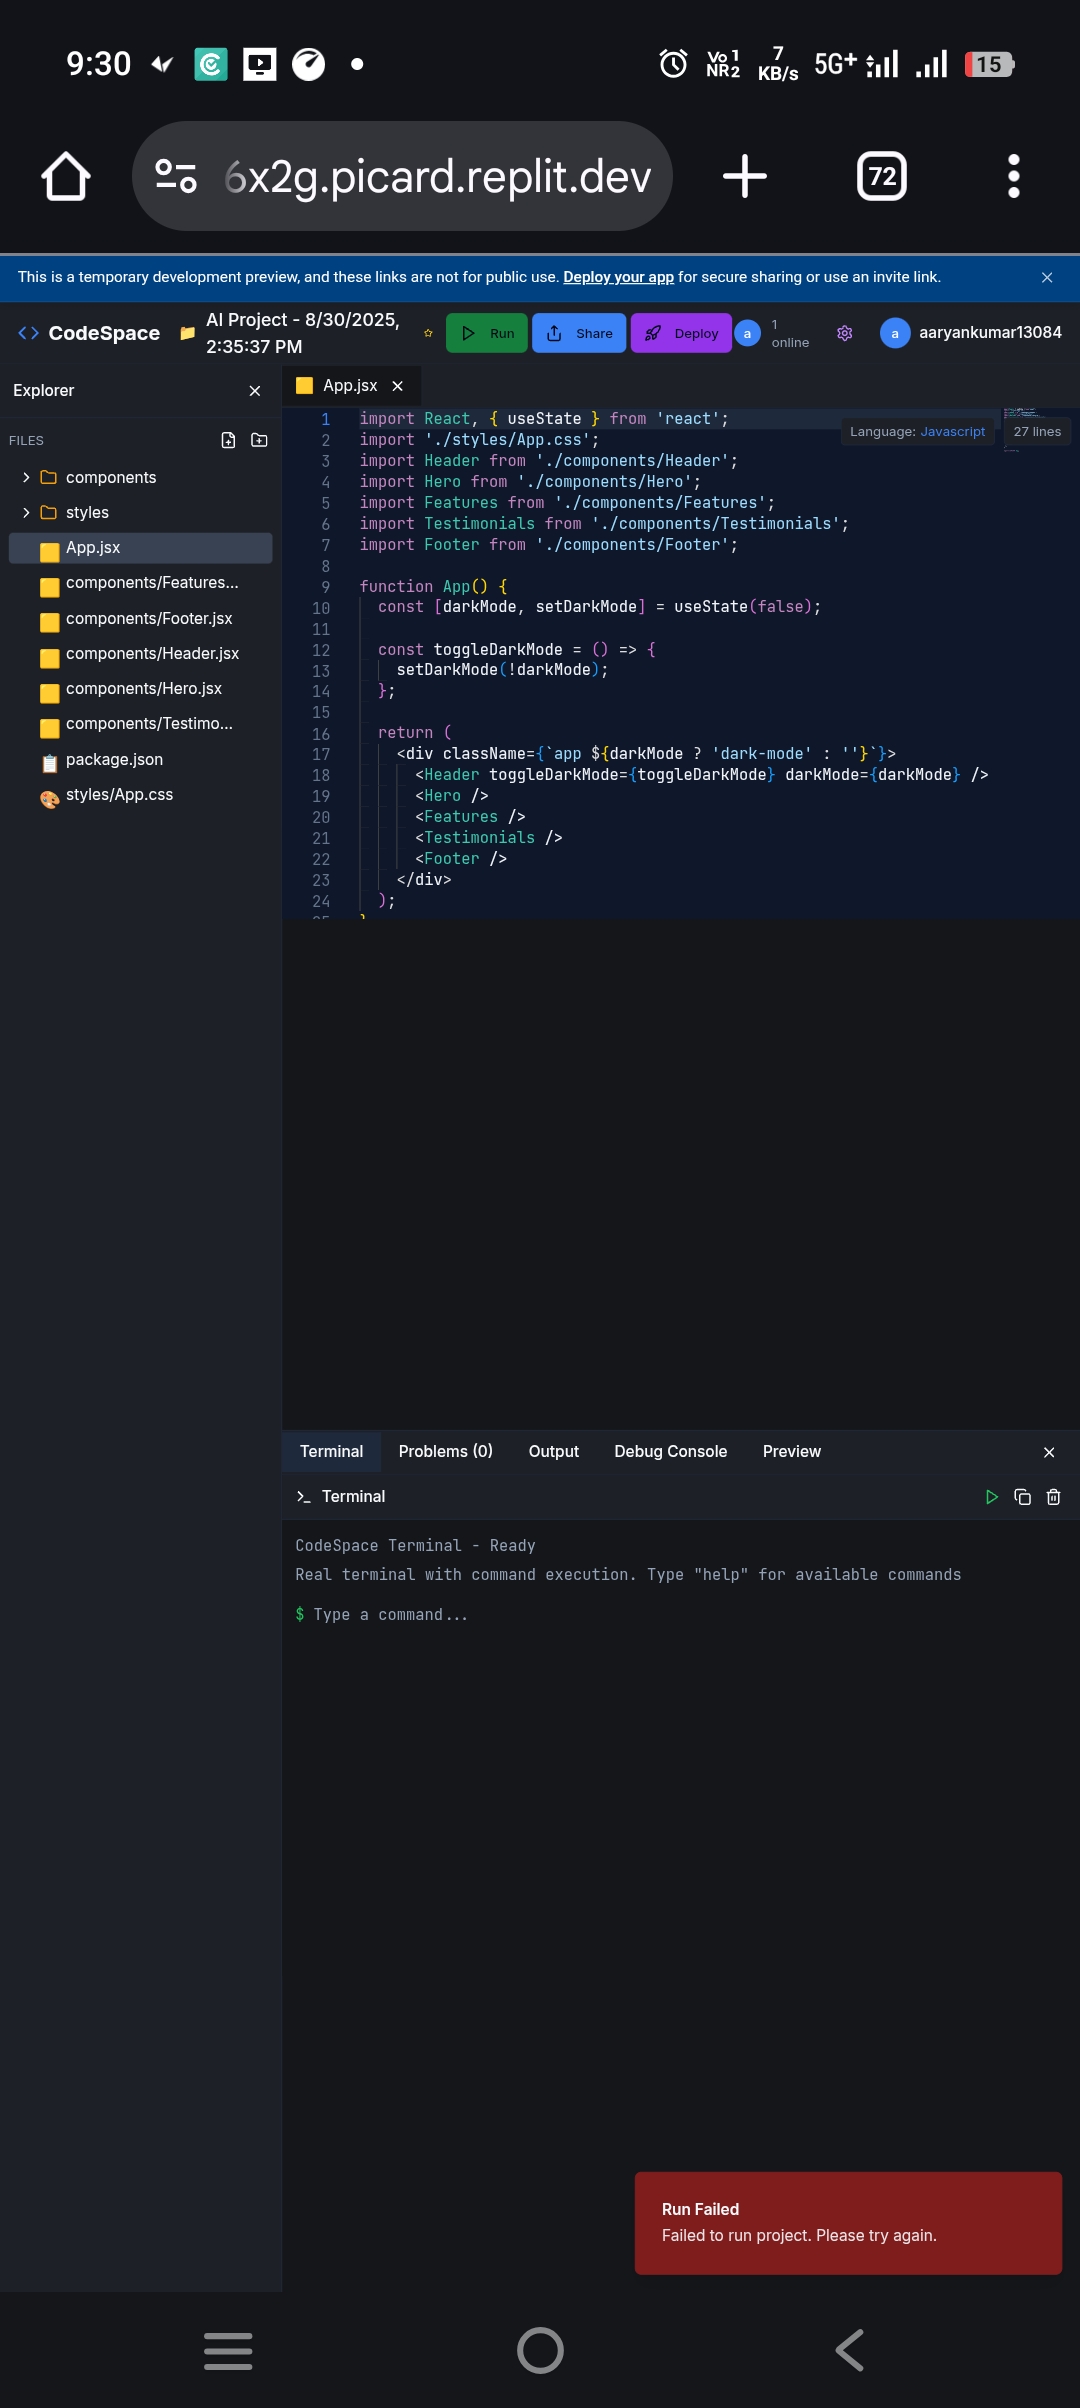 9:30
Vo 1
NR2
7
KB/s
5G+
15
6x2g.picard.replit.dev
72
This is a temporary development preview, and these links are not for public use. Deploy your app for secure sharing or use an invite link.
CodeSpace
AI Project - 8/30/2025,
2:35:37 PM
Run
Share
Deploy
a
1
online
a
aaryankumar13084
Explorer
App.jsx
FILES
components
styles
App.jsx
components/Features...
components/Footer.jsx
components/Header.jsx
components/Hero.jsx
components/Testimo...
package.json
styles/App.css
Language: Javascript
27 lines
1 import React, { useState } from 'react';
2 import './styles/App.css';
3 import Header from './components/Header';
4 import Hero from './components/Hero';
5 import Features from './components/Features';
6 import Testimonials from './components/Testimonials';
7 import Footer from './components/Footer';
8
9 function App() {
10 const [darkMode, setDarkMode] = useState(false);
11
12 const toggleDarkMode = () => {
13 setDarkMode(!darkMode);
14 };
15
16 return (
17 <div className={`app ${darkMode ? 'dark-mode' : ''}`}>
18 <Header toggleDarkMode={toggleDarkMode} darkMode={darkMode} />
19 <Hero />
20 <Features />
21 <Testimonials />
22 <Footer />
23 </div>
24 );
25 }
Terminal
Problems (0)
Output
Debug Console
Preview
Terminal
CodeSpace Terminal - Ready
Real terminal with command execution. Type "help" for available commands
$ Type a command...
Run Failed
Failed to run project. Please try again.